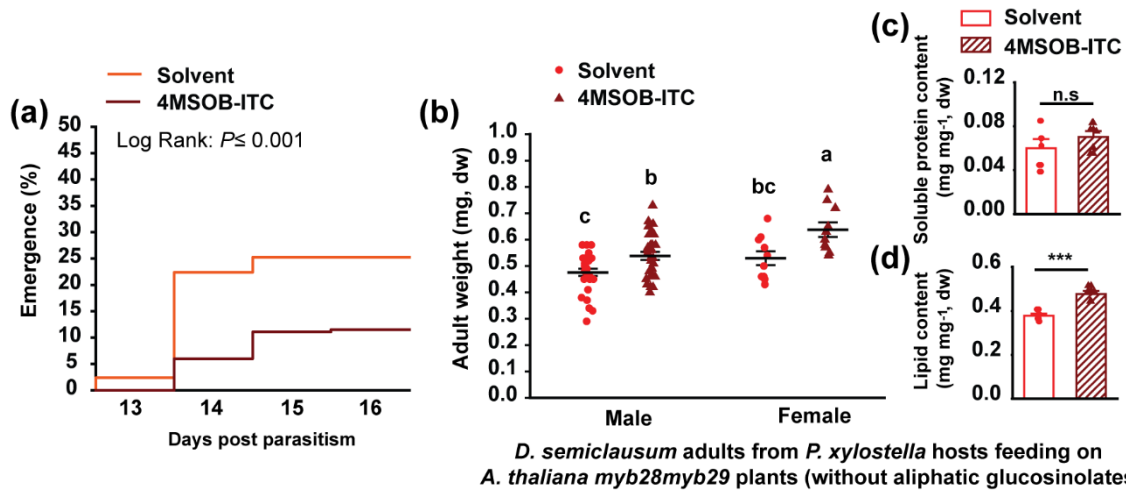 (a)
Solvent
4MSOB-ITC
Log Rank: P≤ 0.001
Emergence (%)
50
45
40
35
30
25
20
15
10
5
0
13 14 15 16
Days post parasitism
(b)
Solvent
4MSOB-ITC
Adult weight (mg, dw)
1.0
0.9
0.8
0.7
0.6
0.5
0.4
0.3
0.2
0.1
0.0
c
b
bc
a
Male Female
(c)
Solvent
4MSOB-ITC
Soluble protein content
(mg mg-1, dw)
0.12
0.08
0.04
0.00
n.s
(d)
Lipid content
(mg mg-1, dw)
0.6
0.4
0.2
0.0
***
D. semiclausum adults from P. xylostella hosts feeding on
A. thaliana myb28myb29 plants (without aliphatic glucosinolates